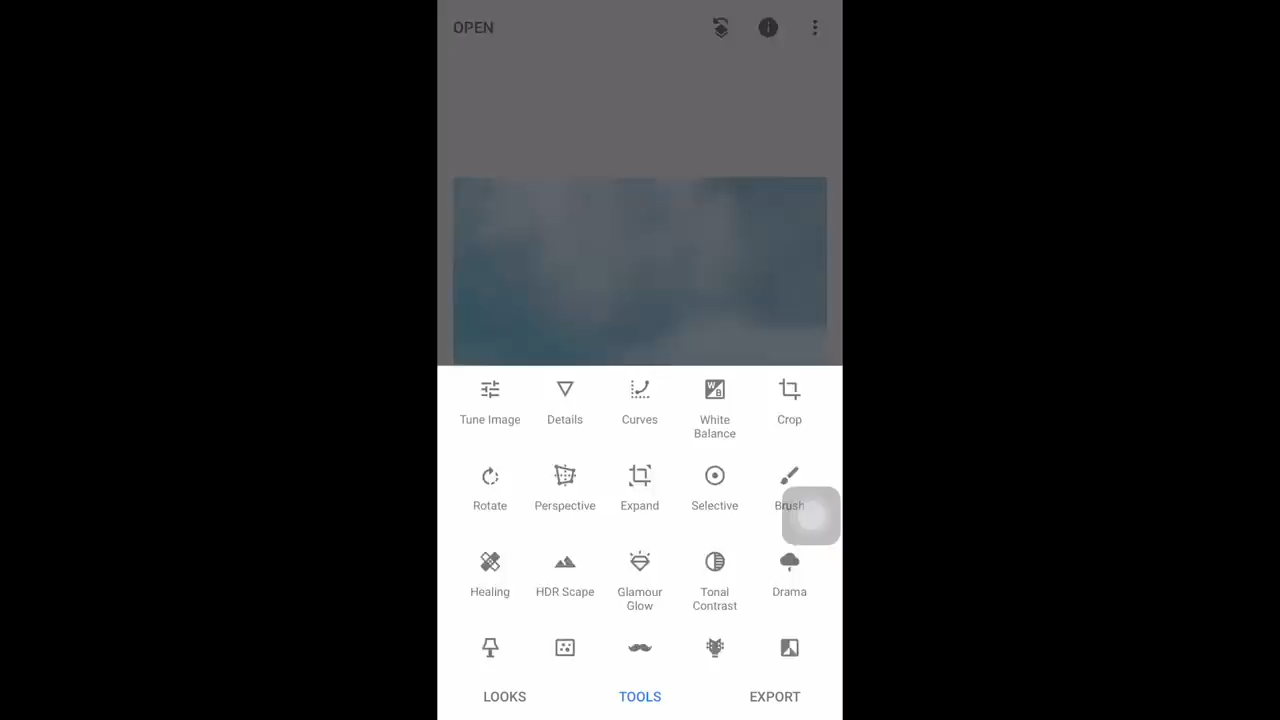 OPEN
Tune Image
Details
Curves
White
Balance
Crop
Rotate
Perspective
Expand
Selective
Brush
Healing
HDR Scape
Glamour
Glow
Tonal
Contrast
Drama
LOOKS
TOOLS
EXPORT